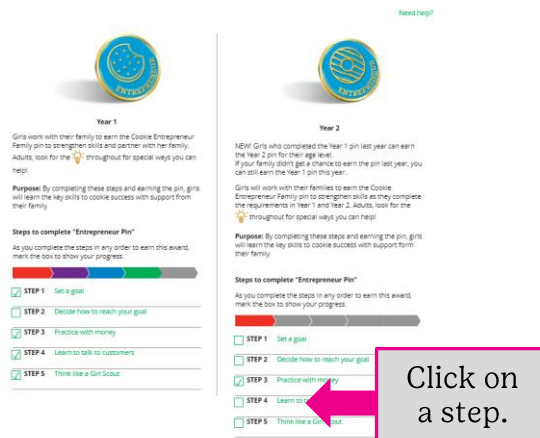 Need help?
ENTREPRENEUR
Year 1
Girls work with their family to earn the Cookie Entrepreneur
Family pin to strengthen skills and partner with her family.
Adults, look for the throughout for special ways you can
help!
Purpose: By completing these steps and earning the pin, girls
will learn the key skills to cookie success with support from
their family.
Steps to complete "Entrepreneur Pin"
As you complete the steps in any order to earn this award,
mark the box to show your progress.
STEP 1 Set a goal
STEP 2 Decide how to reach your goal
STEP 3 Practice with money
STEP 4 Learn to talk to customers
STEP 5 Think like a Girl Scout
ENTREPRENEUR
Year 2
NEW! Girls who completed the Year 1 pin last year can earn
the Year 2 pin for their age level.
If your family didn't get a chance to earn the pin last year, you
can still earn the Year 1 pin this year.
Girls will work with their families to earn the Cookie
Entrepreneur Family pin to strengthen skills as they complete
the requirements in Year 1 and Year 2. Adults, look for the
throughout for special ways you can help!
Purpose: By completing these steps and earning the pin, girls
will learn the key skills to cookie success with support form
their family.
Steps to complete "Entrepreneur Pin"
As you complete the steps in any order to earn this award,
mark the box to show your progress.
STEP 1 Set a goal
STEP 2 Decide how to reach your goal
STEP 3 Practice with money
STEP 4 Learn to
STEP 5 Think like a Girl Scout
Click on
a step.